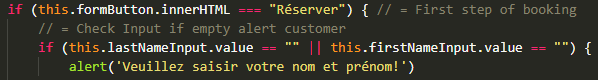 if (this.formButton.innerHTML === "Réserver") { // = First step of booking
// = Check Input if empty alert customer
if (this.lastNameInput.value == "" || this.firstNameInput.value == "") {
alert('Veuillez saisir votre nom et prénom!')